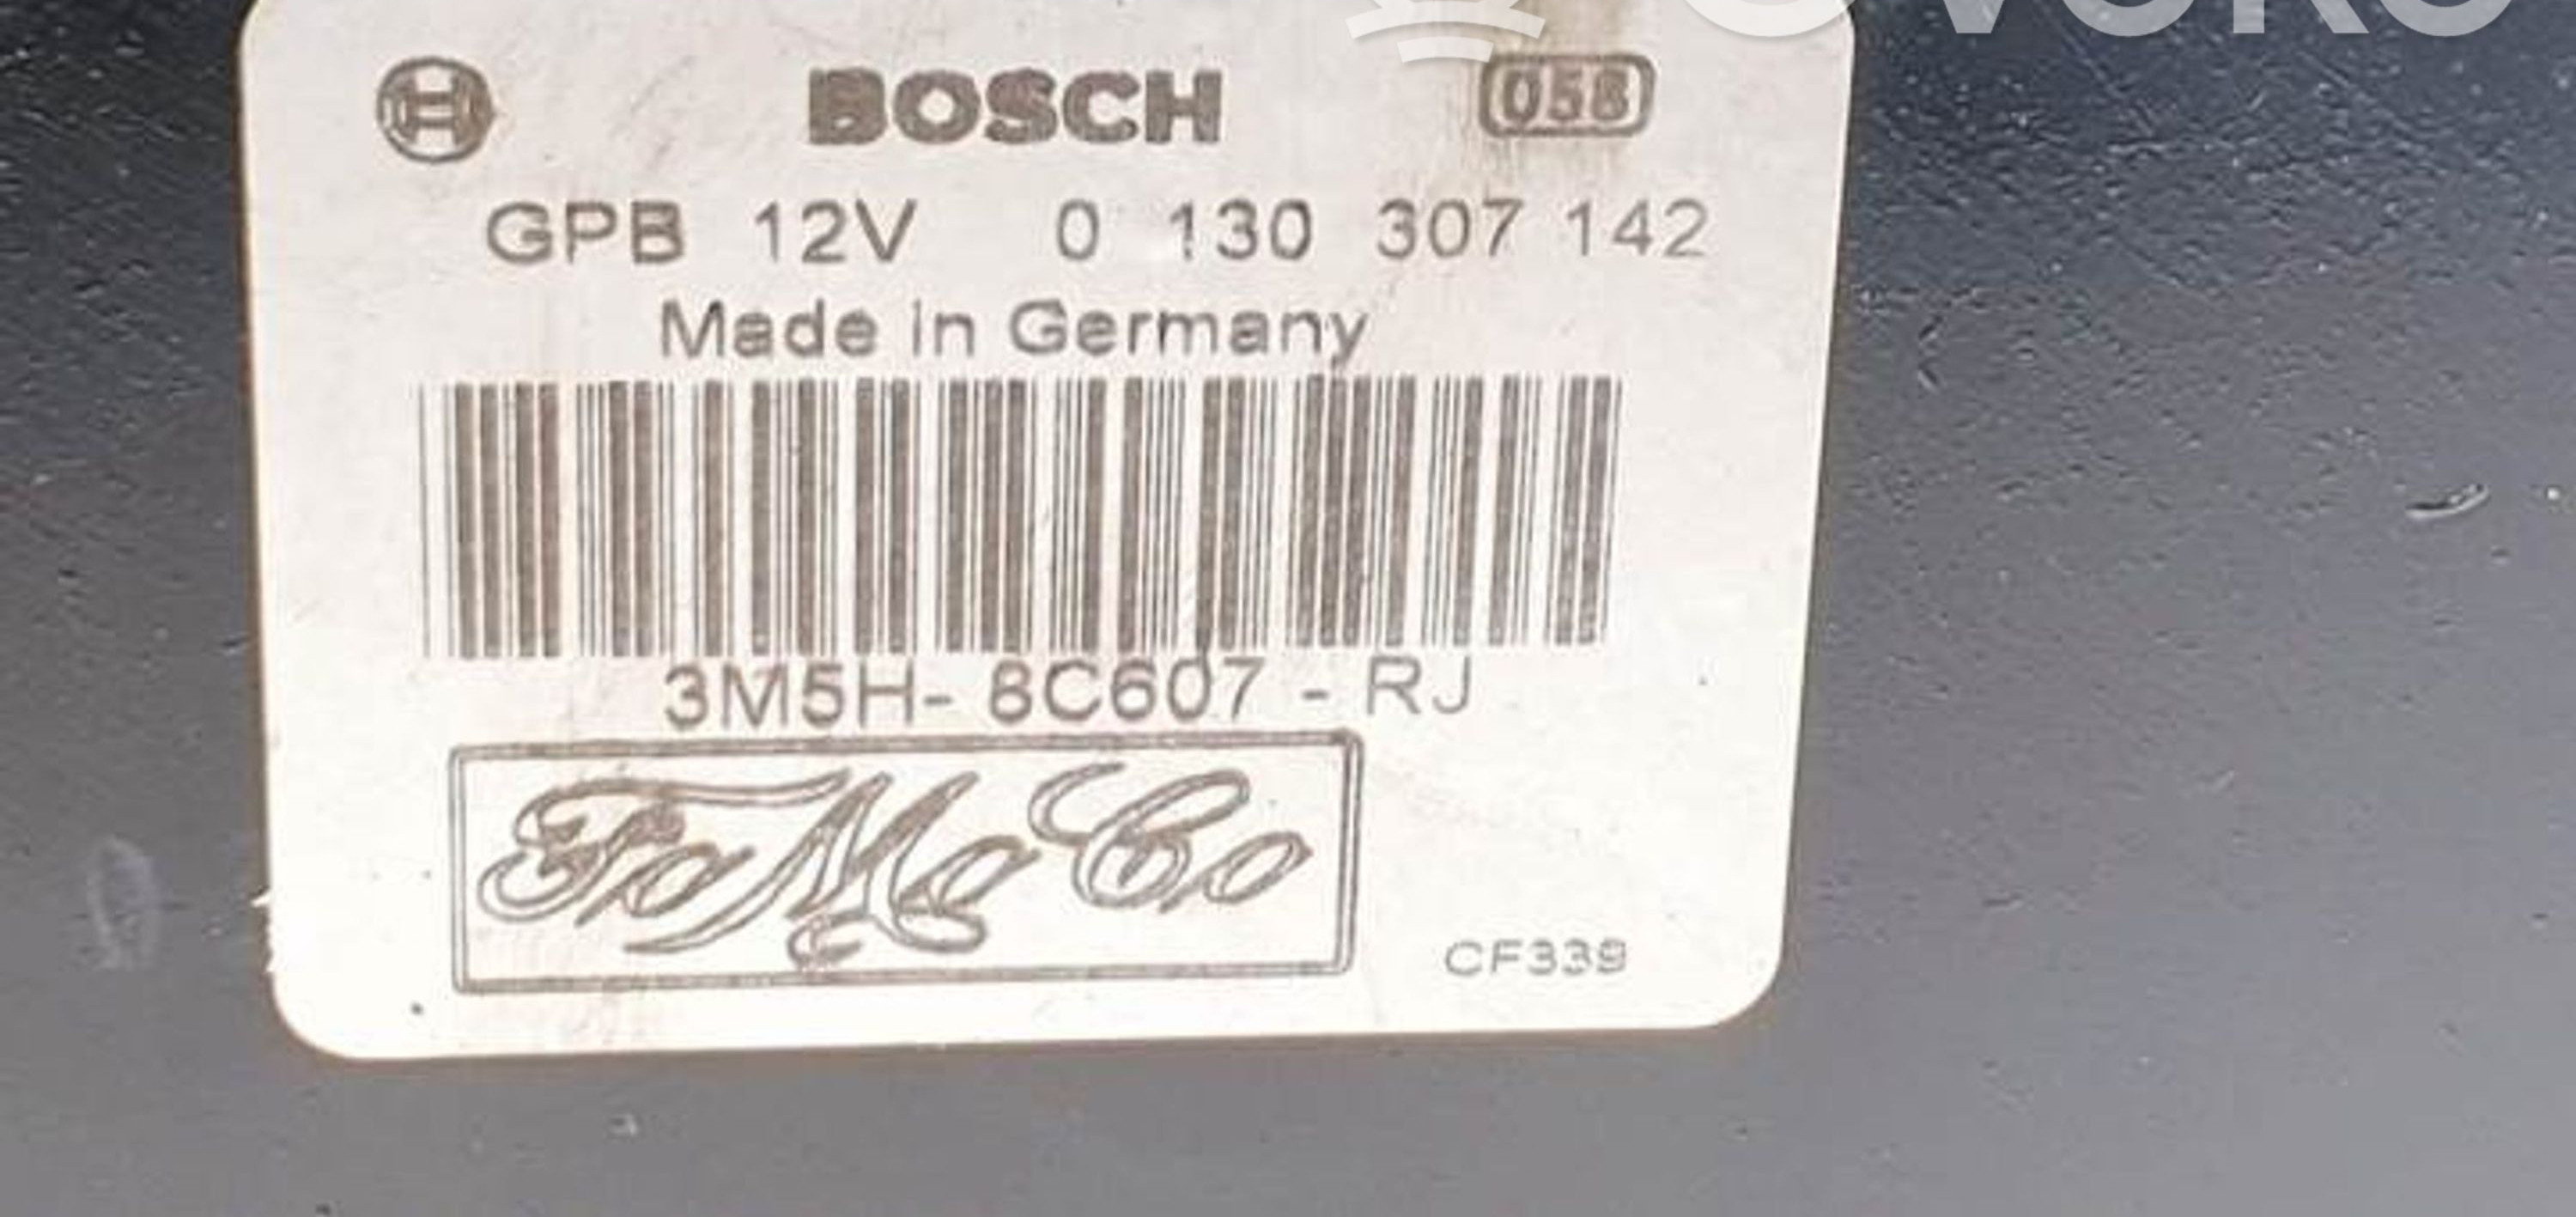 BOSCH 058
GPB 12V 0 130 307 142
Made in Germany
3M5H- 8C607 - RJ
FoMoCo
CF339